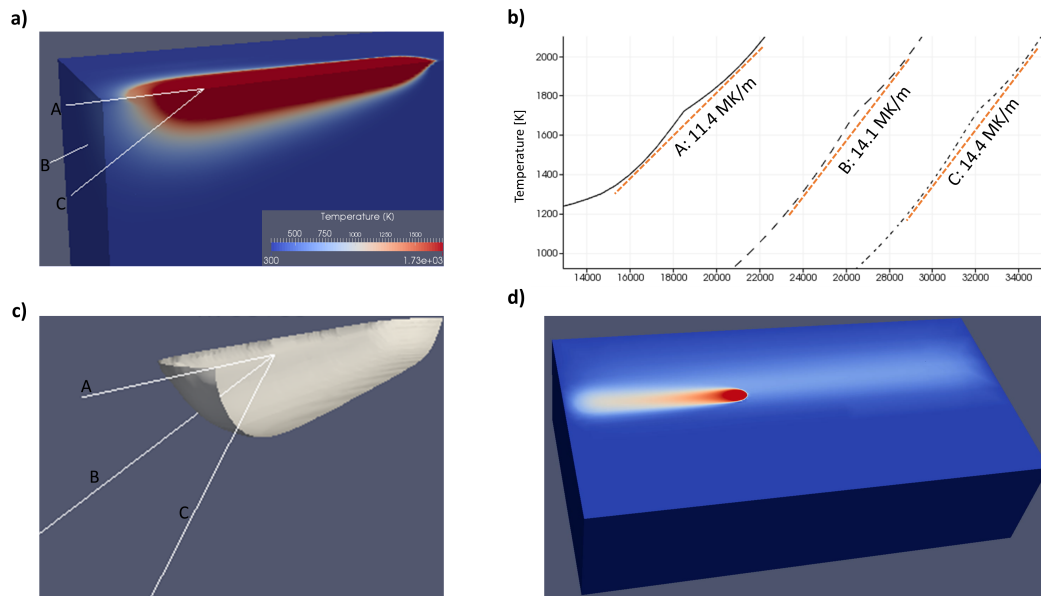 a)
A
B
C
Temperature (K)
500 750 1000 1250 1500
300 1.73e+03
b)
Temperature [K]
2000
1800
1600
1400
1200
1000
A: 11.4 MK/m
B: 14.1 MK/m
C: 14.4 MK/m
14000 16000 18000 20000 22000 24000 26000 28000 30000 32000 34000
c)
A
B
C
d)